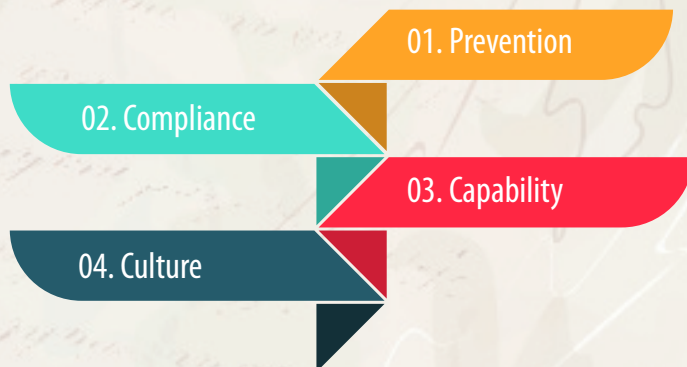 01. Prevention
02. Compliance
03. Capability
04. Culture